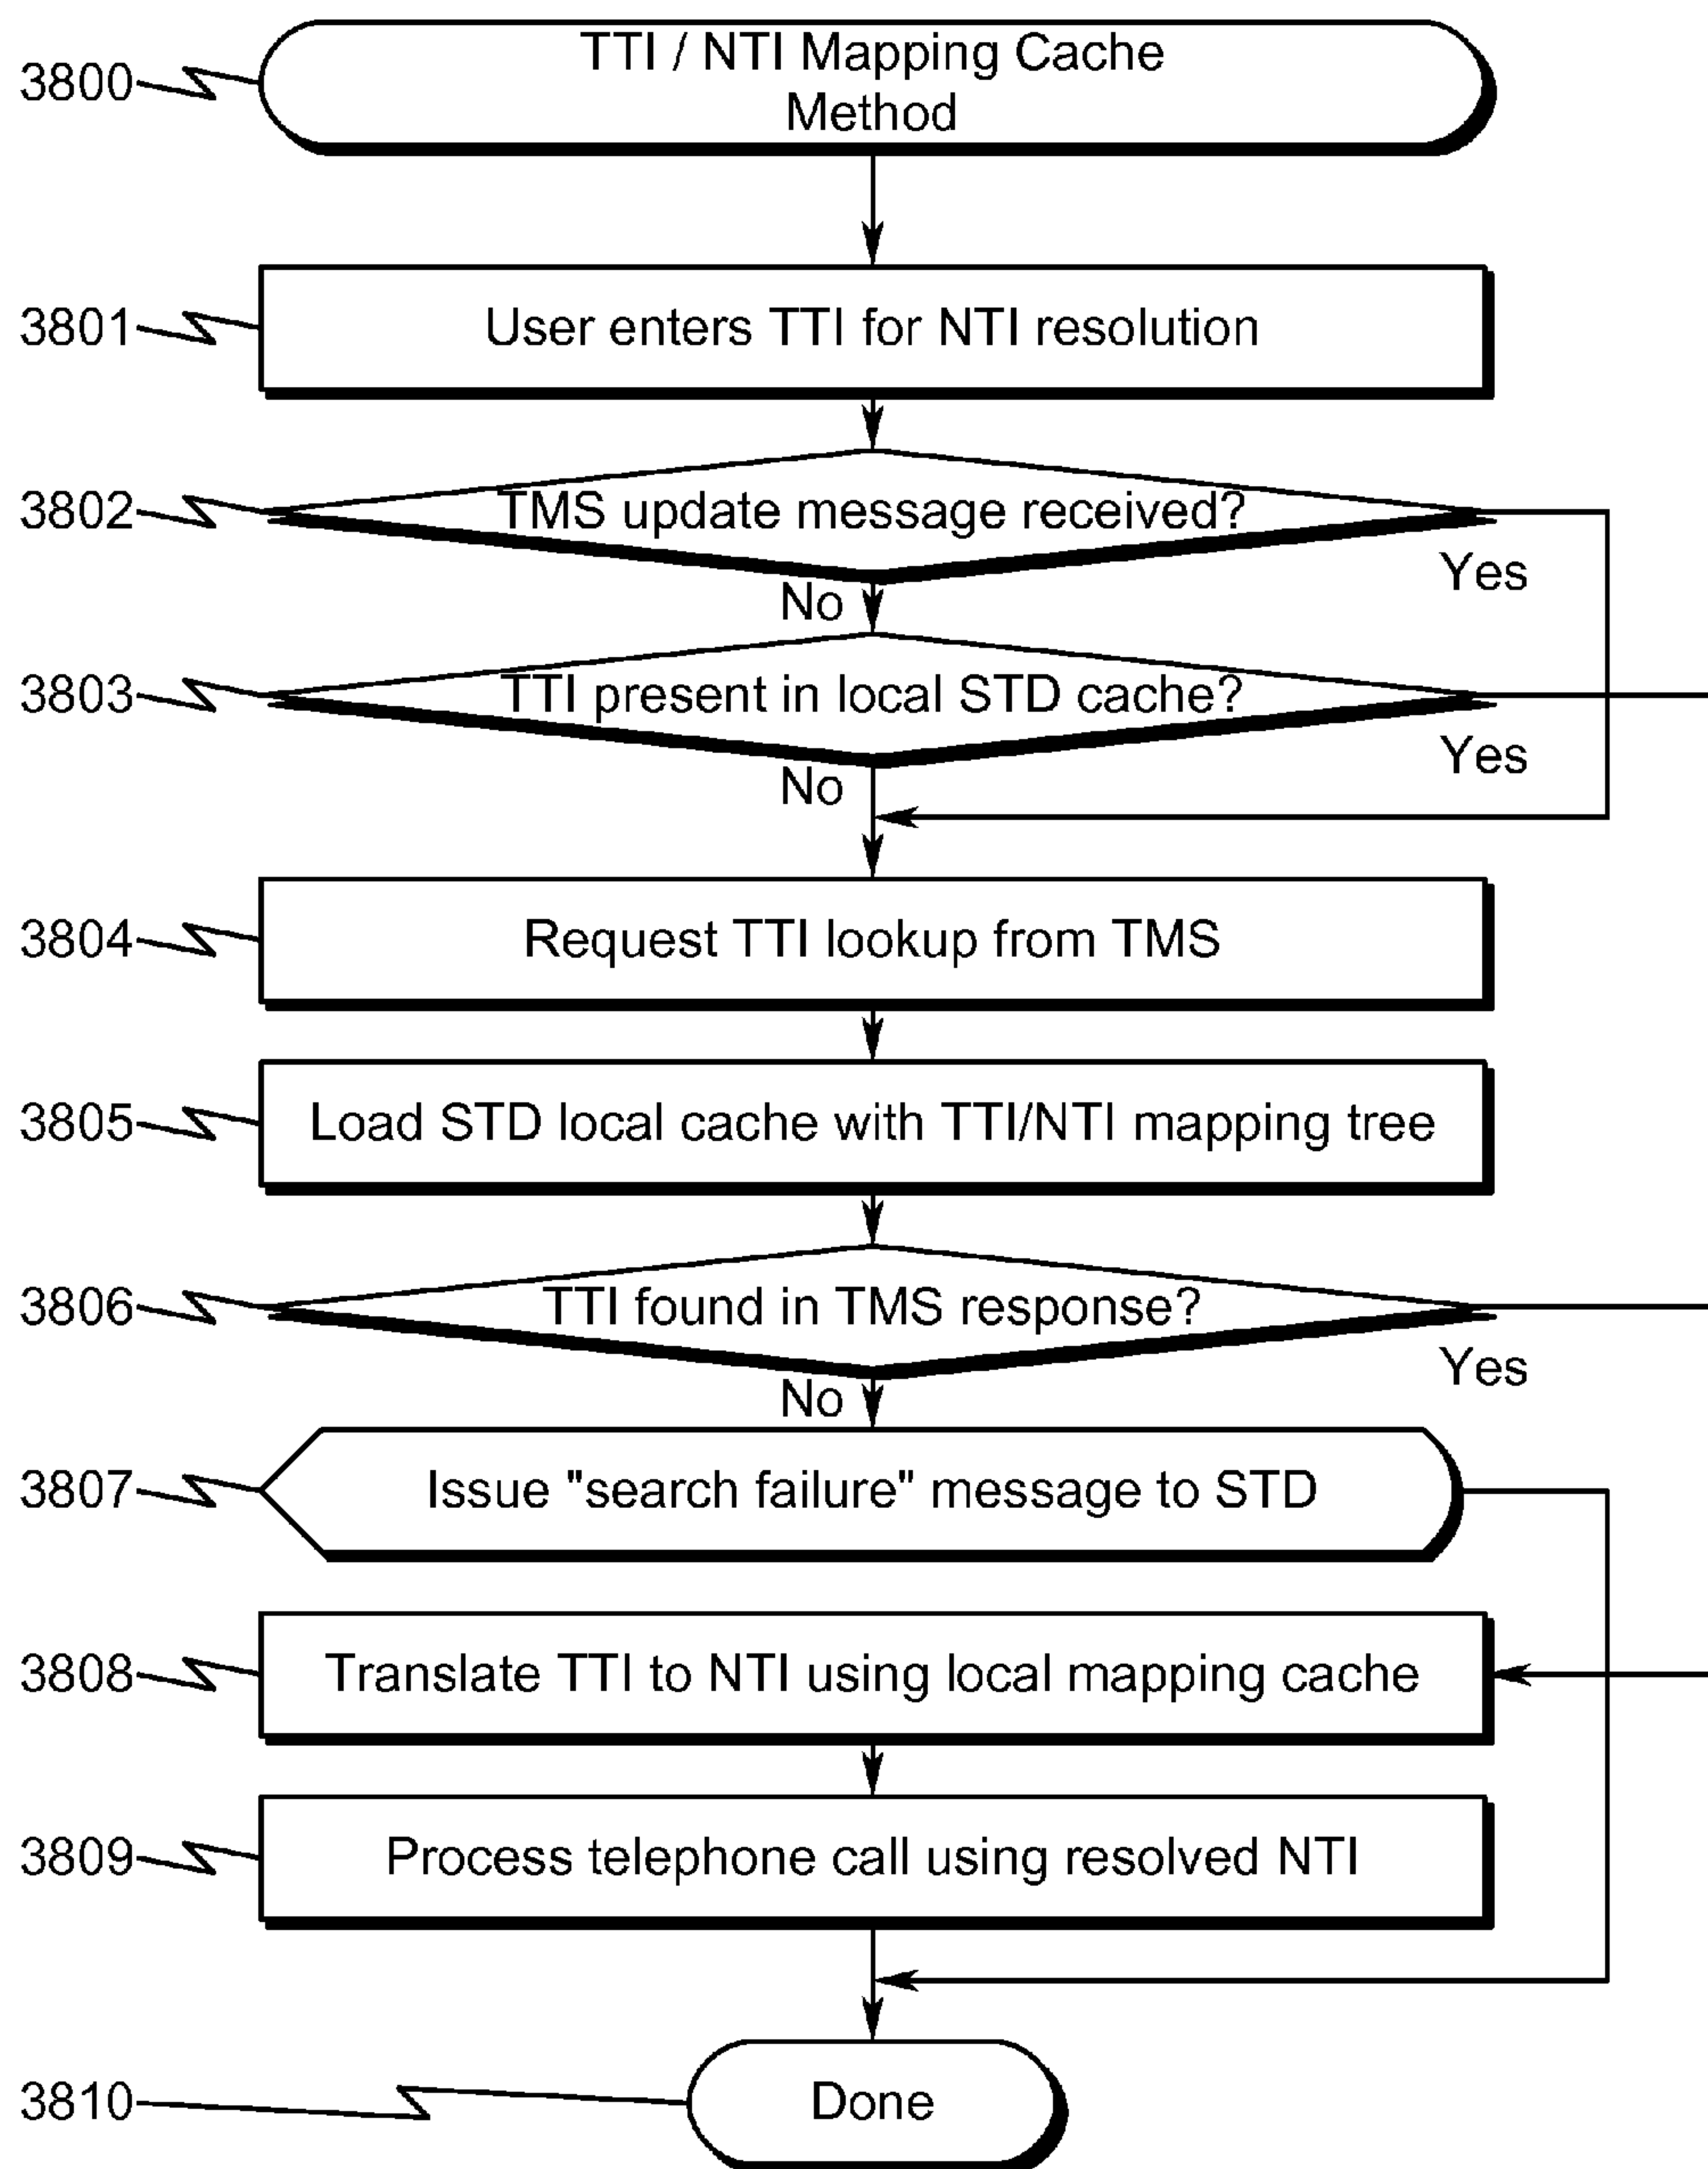 TTI / NTI Mapping Cache
Method
3800
3801
User enters TTI for NTI resolution
3802
TMS update message received?
Yes
No
3803
TTI present in local STD cache?
Yes
No
3804
Request TTI lookup from TMS
3805
Load STD local cache with TTI/NTI mapping tree
3806
TTI found in TMS response?
Yes
No
3807
Issue "search failure" message to STD
3808
Translate TTI to NTI using local mapping cache
3809
Process telephone call using resolved NTI
3810
Done